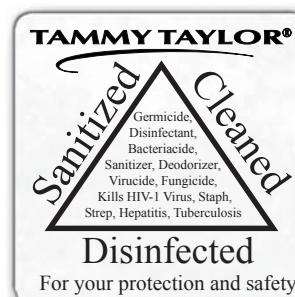 TAMMY TAYLOR®
Sanitized
Cleaned
Germicide,
Disinfectant,
Bacteriacide,
Sanitizer, Deodorizer,
Virucide, Fungicide,
Kills HIV-1 Virus, Staph,
Strep, Hepatitis, Tuberculosis
Disinfected
For your protection and safety